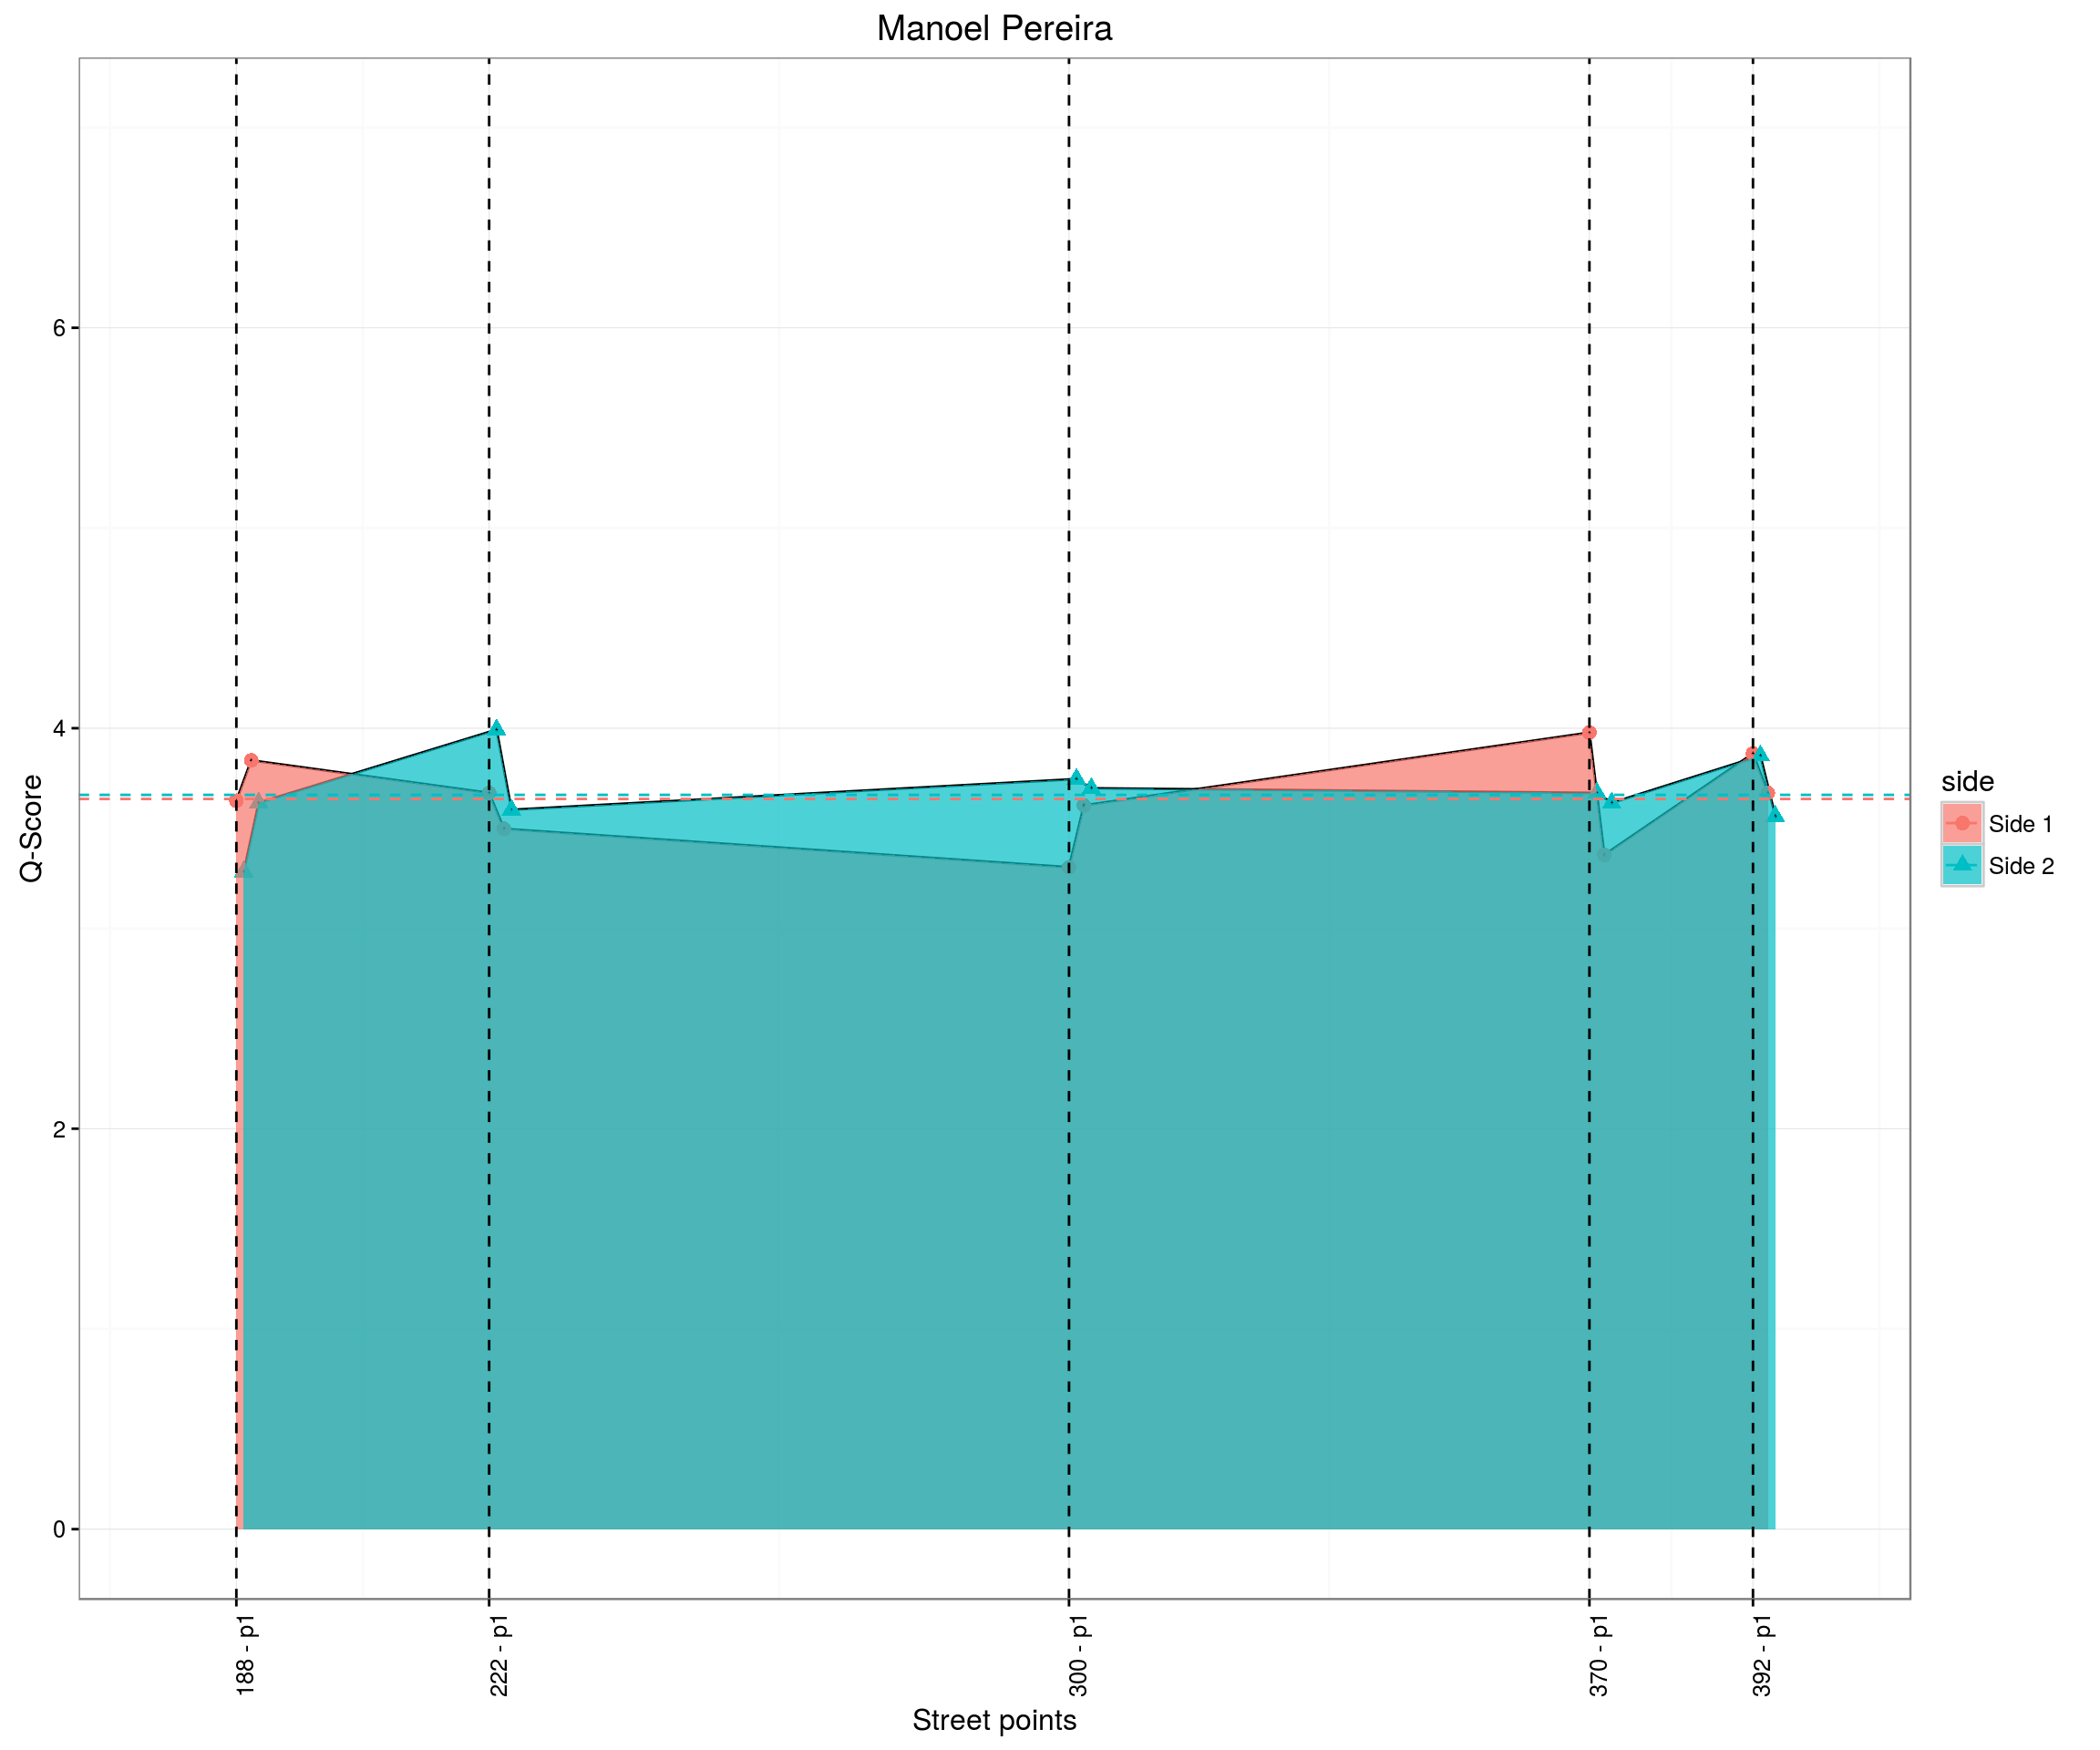 Manoel Pereira
Q-Score
6
4
2
0
188 - p1
222 - p1
300 - p1
370 - p1
392 - p1
Street points
side
Side 1
Side 2